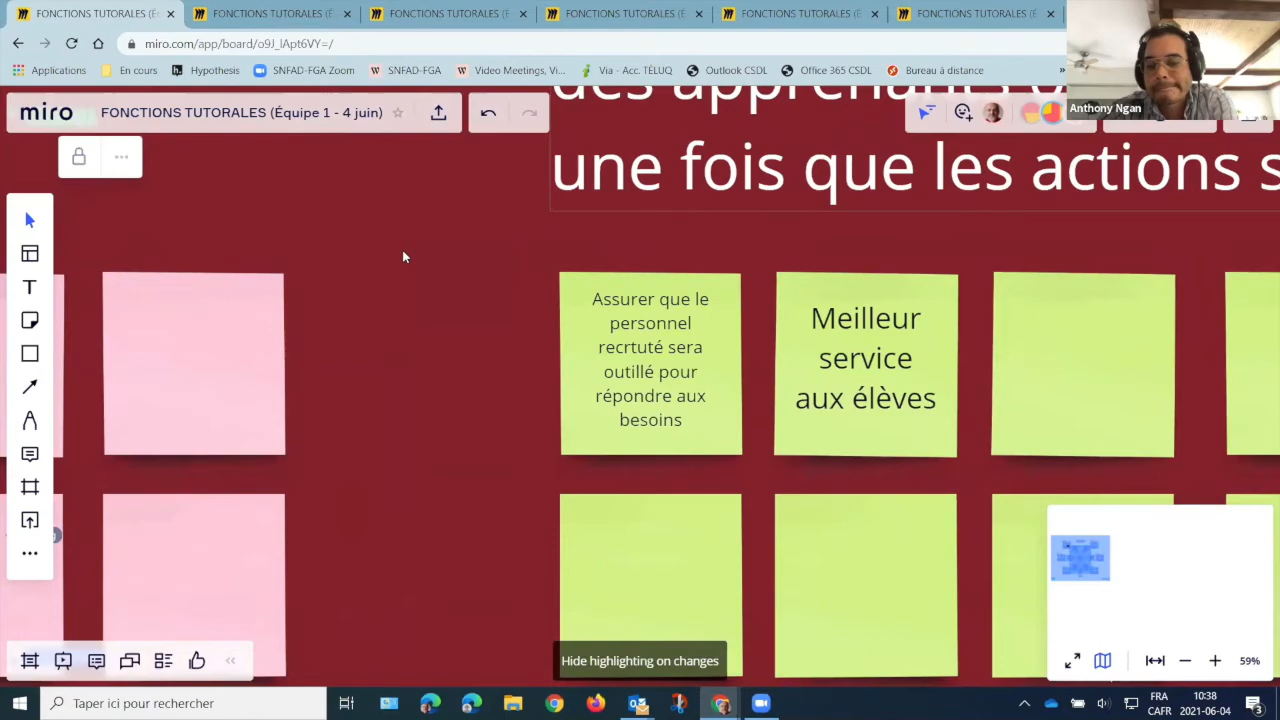 FONCTIONS TUTORALES (É
FONCTIONS TUTORALES (É
FONCTIONS TUTORALES (É
FONCTIONS TUTORALES (É
FONCTIONS TUTORALES (É
FONCTIONS TUTORALES (É
miro.com/app/board/o9J_lApt6VY=/
Applications
En cours
Hypothesis
SNFAD-FGA Zoom
SNFAD-FGA
Video Meetings, Vi...
Via - Acc. TÉLUQ
Outlook CSDL
Office 365 CSDL
Bureau à distance
»
Anthony Ngan
miro
FONCTIONS TUTORALES (Équipe 1 - 4 juin)
des apprenants o
une fois que les actions s
Assurer que le
personnel
recrtuté sera
outillé pour
répondre aux
besoins
Meilleur
service
aux élèves
Hide highlighting on changes
59%
Taper ici pour rechercher
FRA
CAFR
10:38
2021-06-04
3